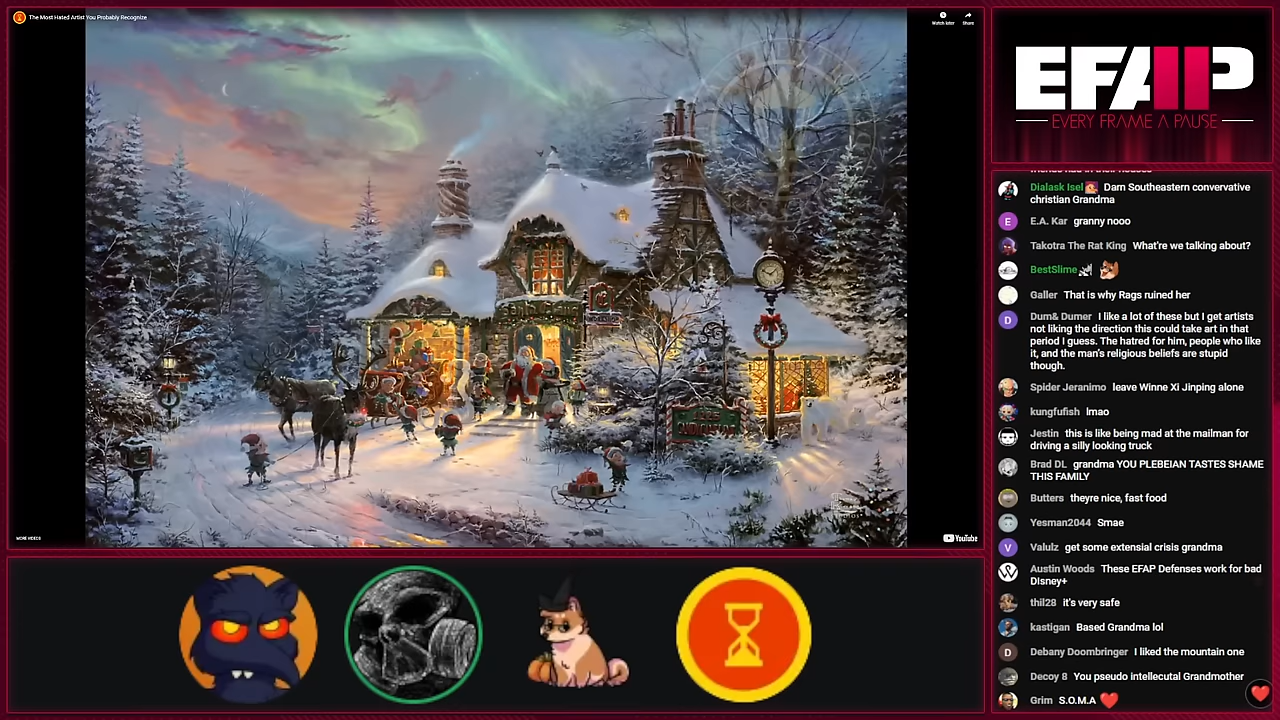 The Most Hated Artist You Probably Recognize
Watch later
Share
MORE VIDEOS
YouTube
EFAP
EVERY FRAME A PAUSE
Dialask Isel Darn Southeastern convervative
christian Grandma
E.A. Kar granny nooo
Takotra The Rat King What're we talking about?
BestSlime
Galler That is why Rags ruined her
Dum& Dumer I like a lot of these but I get artists
not liking the direction this could take art in that
period I guess. The hatred for him, people who like
it, and the man's religious beliefs are stupid
though.
Spider Jeranimo leave Winne Xi Jinping alone
kungfufish lmao
Jestin this is like being mad at the mailman for
driving a silly looking truck
Brad DL grandma YOU PLEBEIAN TASTES SHAME
THIS FAMILY
Butters theyre nice, fast food
Yesman2044 Smae
Valulz get some extensial crisis grandma
Austin Woods These EFAP Defenses work for bad
DIsney+
thil28 it's very safe
kastigan Based Grandma lol
Debany Doombringer I liked the mountain one
Decoy 8 You pseudo intellecutal Grandmother
Grim S.O.M.A